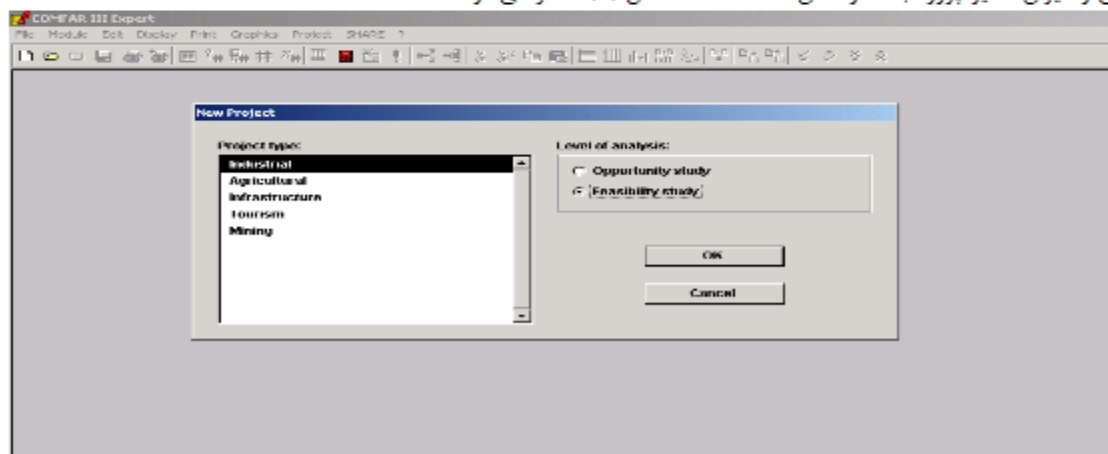 COMFAR III Expert
File Module Edit Display Print Graphics Project SHARE ?
New Project
Project type:
Industrial
Agricultural
Infrastructure
Tourism
Mining
Level of analysis:
Opportunity study
Feasibility study
OK
Cancel